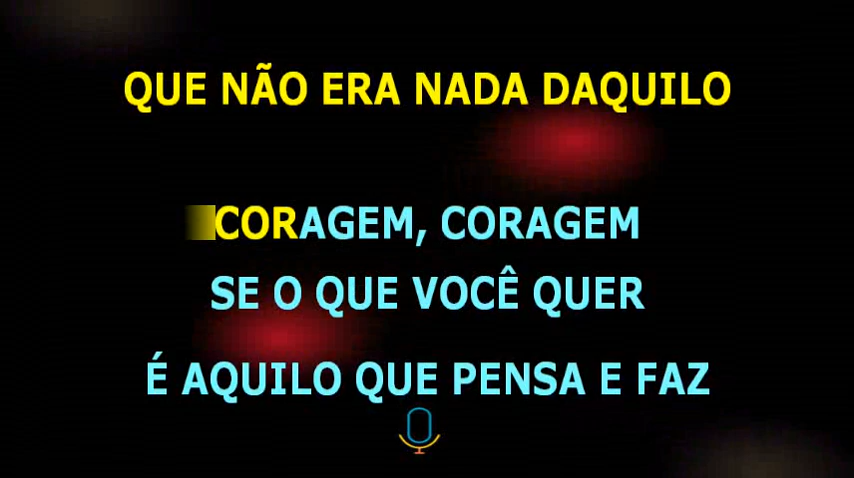 QUE NÃO ERA NADA DAQUILO
CORAGEM, CORAGEM
SE O QUE VOCÊ QUER
É AQUILO QUE PENSA E FAZ